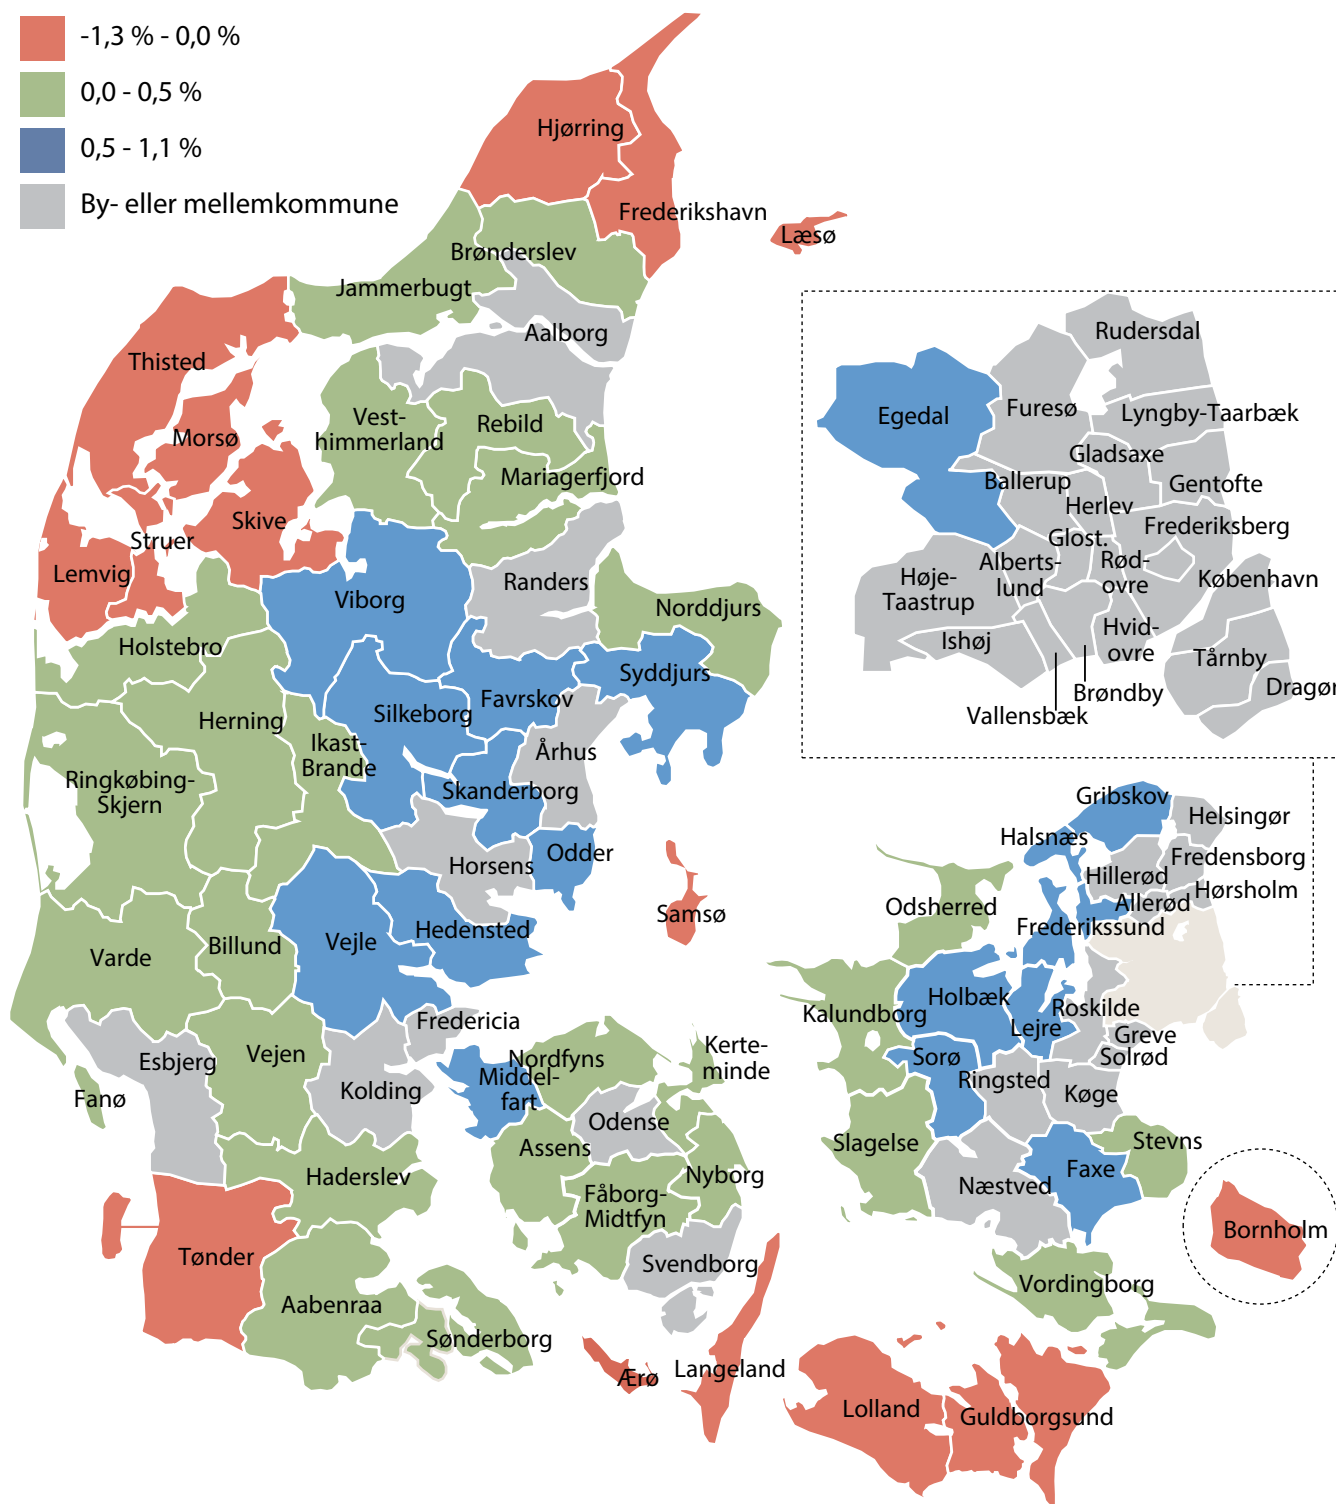 -1,3 % - 0,0 %
0,0 - 0,5 %
0,5 - 1,1 %
By- eller mellemkommune
Hjørring
Frederikshavn
Læsø
Brønderslev
Jammerbugt
Aalborg
Thisted
Morsø
Vest-
himmerland
Rebild
Mariagerfjord
Skive
Struer
Lemvig
Viborg
Randers
Norddjurs
Holstebro
Syddjurs
Favrskov
Silkeborg
Herning
Ikast-
Brande
Århus
Ringkøbing-
Skjern
Skanderborg
Horsens
Odder
Samsø
Hedensted
Vejle
Billund
Varde
Fredericia
Vejen
Esbjerg
Kolding
Fanø
Haderslev
Tønder
Aabenraa
Sønderborg
Nordfyns
Middel-
fart
Kerte-
minde
Odense
Assens
Nyborg
Fåborg-
Midtfyn
Svendborg
Ærø
Langeland
Rudersdal
Egedal
Furesø
Lyngby-Taarbæk
Gladsaxe
Ballerup
Gentofte
Herlev
Frederiksberg
Glost.
Alberts-
lund
Rød-
ovre
København
Høje-
Taastrup
Ishøj
Hvid-
ovre
Tårnby
Dragør
Brøndby
Vallensbæk
Gribskov
Helsingør
Halsnæs
Fredensborg
Hillerød
Hørsholm
Allerød
Odsherred
Frederikssund
Holbæk
Kalundborg
Roskilde
Lejre
Greve
Solrød
Sorø
Ringsted
Køge
Slagelse
Stevns
Næstved
Faxe
Bornholm
Vordingborg
Lolland
Guldborgsund